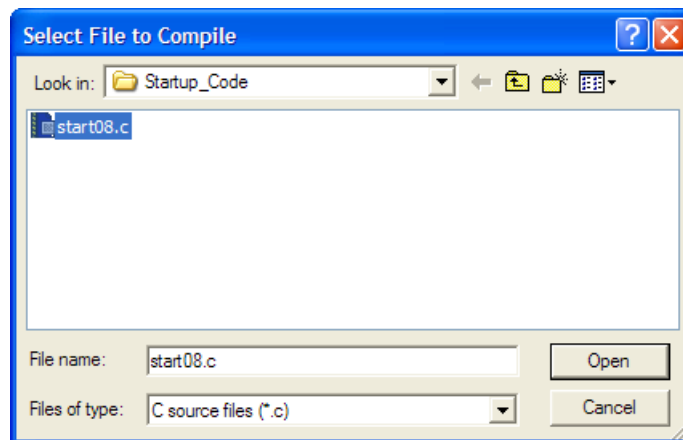 Select File to Compile
Look in: Startup_Code
start08.c
File name: start08.c Open
Files of type: C source files (*.c) Cancel